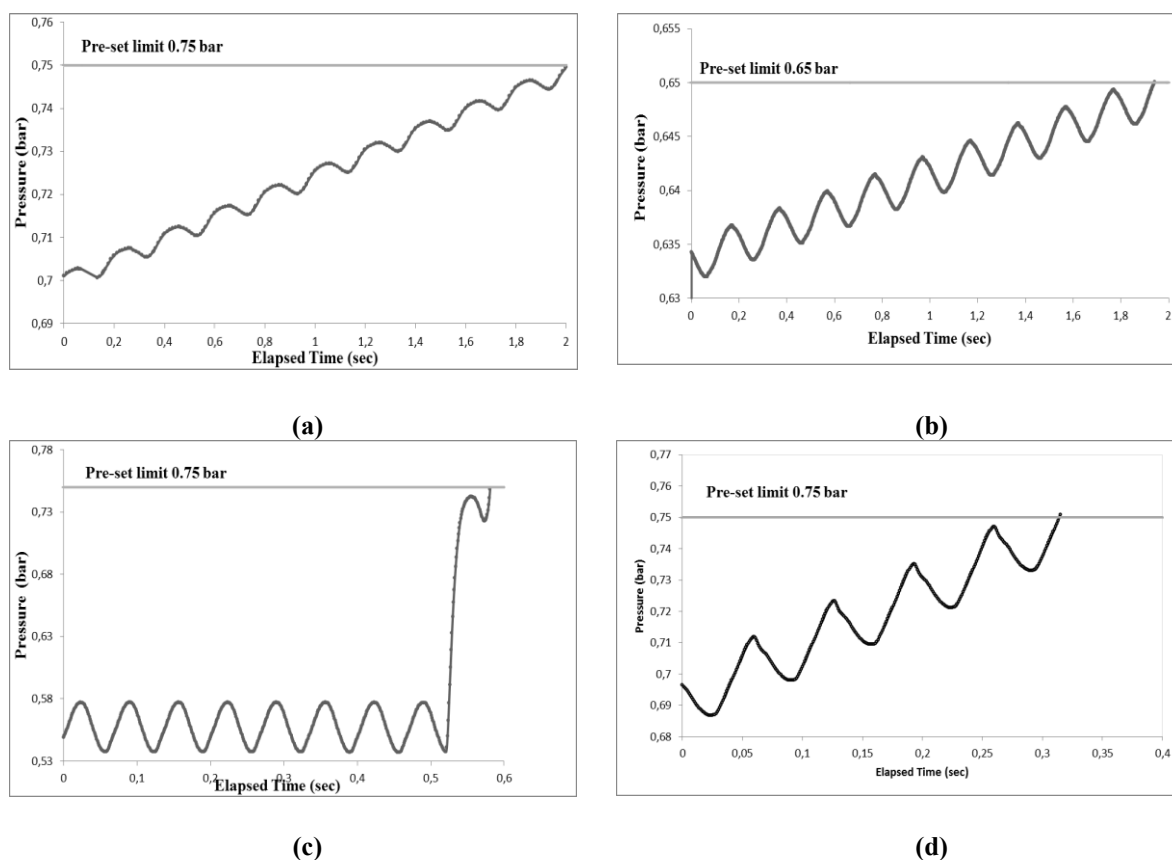 0,76
Pre-set limit 0.75 bar
0,75
0,74
0,73
0,72
0,71
0,7
0,69
Pressure (bar)
0 0,2 0,4 0,6 0,8 1 1,2 1,4 1,6 1,8 2
Elapsed Time (sec)
(a)
0,655
Pre-set limit 0.65 bar
0,65
0,645
0,64
0,635
0,63
Pressure (bar)
0 0,2 0,4 0,6 0,8 1 1,2 1,4 1,6 1,8 2
Elapsed Time (sec)
(b)
0,78
Pre-set limit 0.75 bar
0,73
0,68
0,63
0,58
0,53
Pressure (bar)
0 0,1 0,2 0,3 0,4 0,5 0,6
Elapsed Time (sec)
(c)
0,77
0,76
Pre-set limit 0.75 bar
0,75
0,74
0,73
0,72
0,71
0,7
0,69
0,68
Pressure (bar)
0 0,05 0,1 0,15 0,2 0,25 0,3 0,35 0,4
Elapsed Time (sec)
(d)